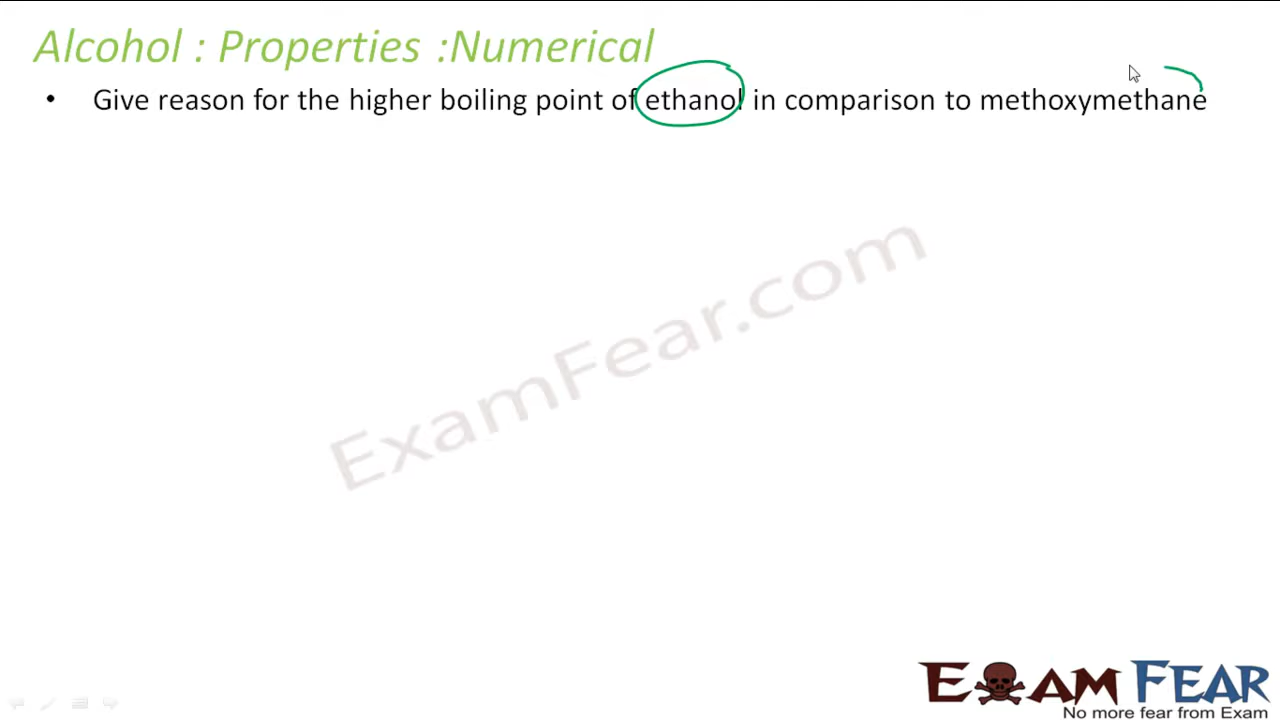 Alcohol : Properties :Numerical
• Give reason for the higher boiling point of ethanol in comparison to methoxymethane
ExamFear.com
EXAM FEAR
No more fear from Exam